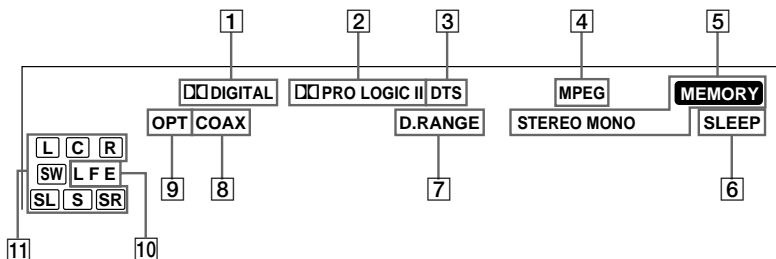 1 2 3 4 5
DIGITAL PRO LOGIC II DTS MPEG MEMORY
OPT COAX D.RANGE STEREO MONO SLEEP
L C R
SW L F E
9 8 7 6
SL S SR
11 10